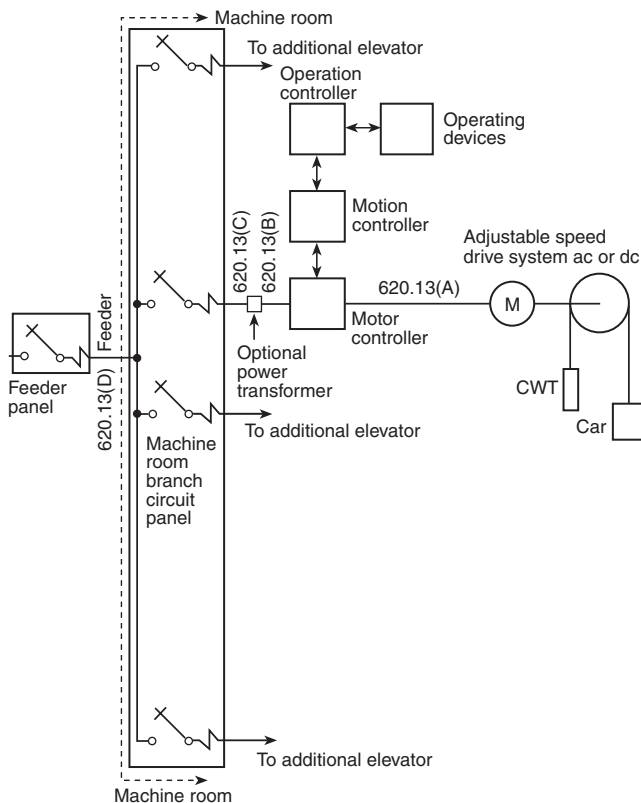 Machine room
To additional elevator
Operation
controller
Operating
devices
Motion
controller
620.13(C)
620.13(B)
Adjustable speed
drive system ac or dc
620.13(A)
M
Motor
controller
Optional
power
transformer
Feeder
Feeder
panel
620.13(D)
CWT
Car
To additional elevator
Machine
room
branch
circuit
panel
To additional elevator
Machine room